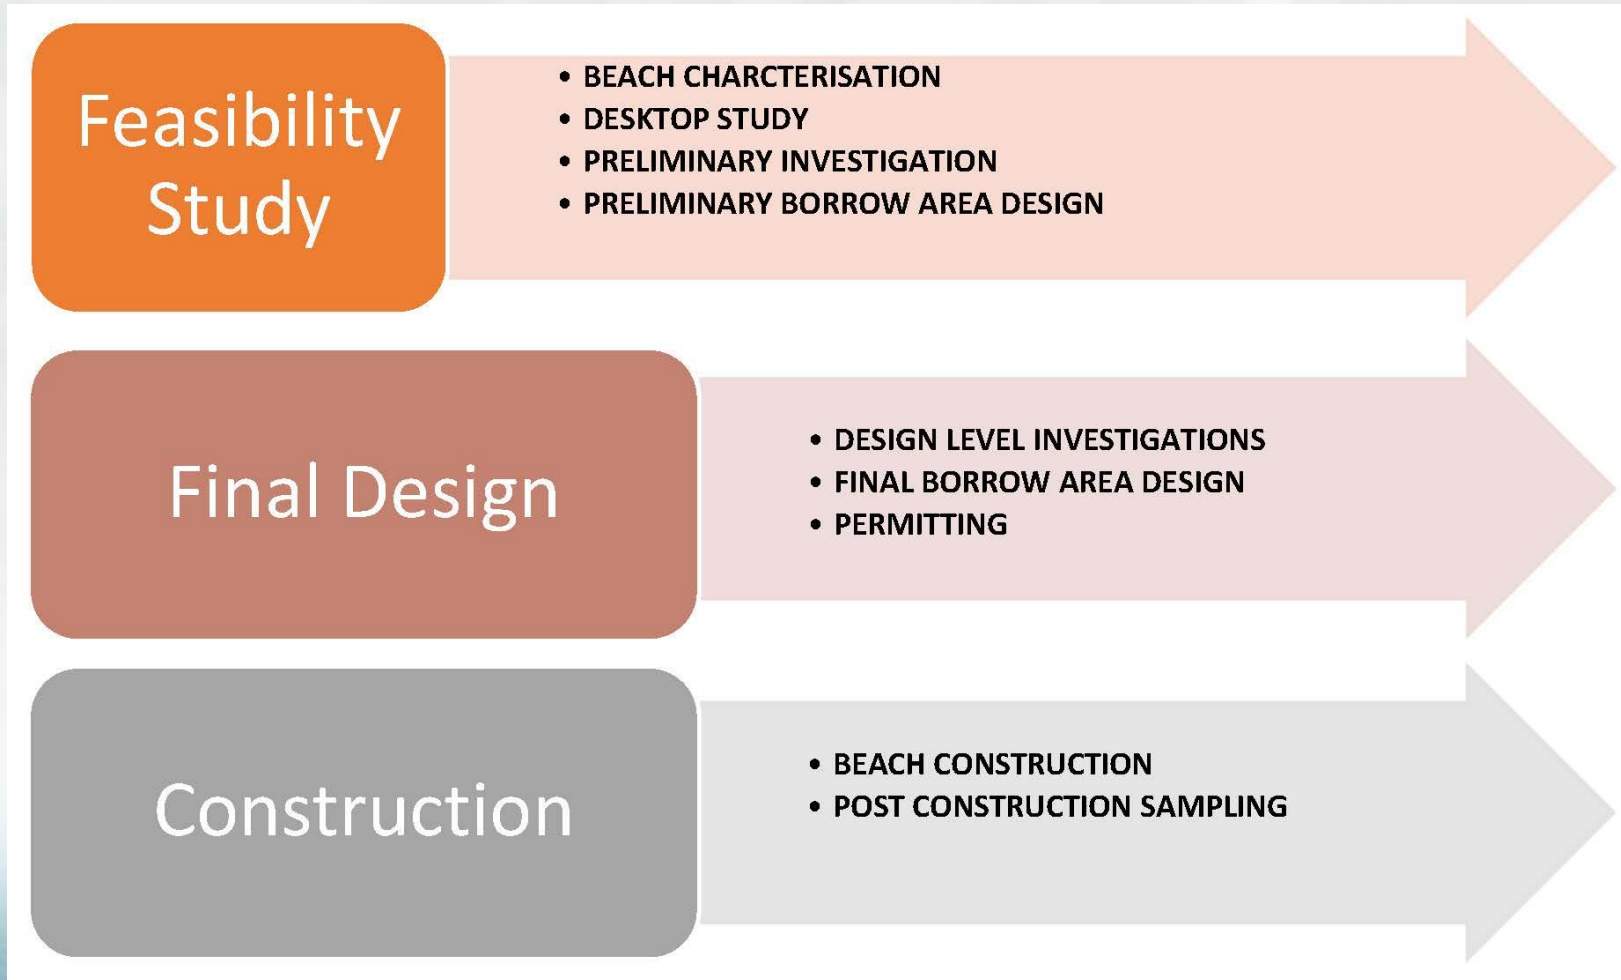 Feasibility
Study
• BEACH CHARCTERISATION
• DESKTOP STUDY
• PRELIMINARY INVESTIGATION
• PRELIMINARY BORROW AREA DESIGN
Final Design
• DESIGN LEVEL INVESTIGATIONS
• FINAL BORROW AREA DESIGN
• PERMITTING
Construction
• BEACH CONSTRUCTION
• POST CONSTRUCTION SAMPLING